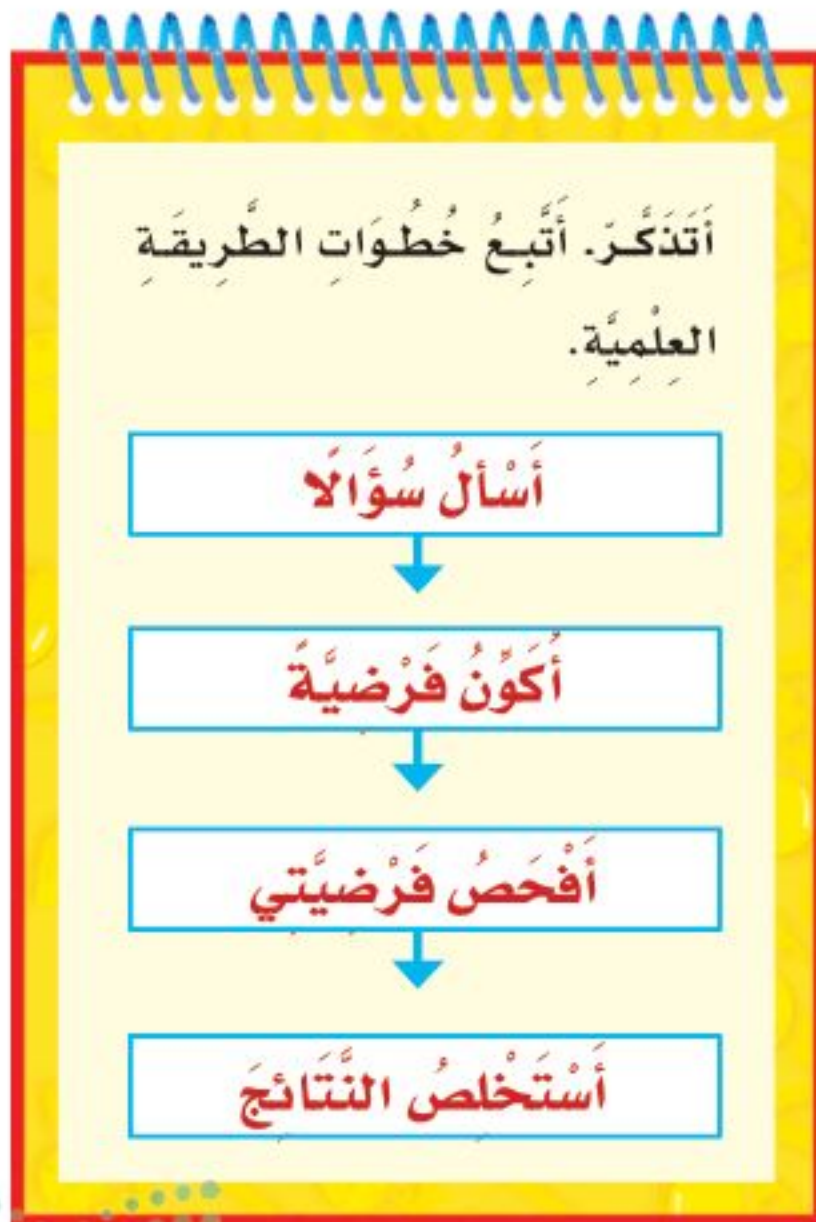 أَتَذَكَّرُ. أَتَّبِعُ خُطُوَاتِ الطَّرِيقَةِ
العِلْمِيَّةِ.
أَسْأَلُ سُؤَالًا
أُكَوِّنُ فَرْضِيَّةً
أَفْحَصُ فَرْضِيَّتِي
أَسْتَخْلِصُ النَّتَائِجَ